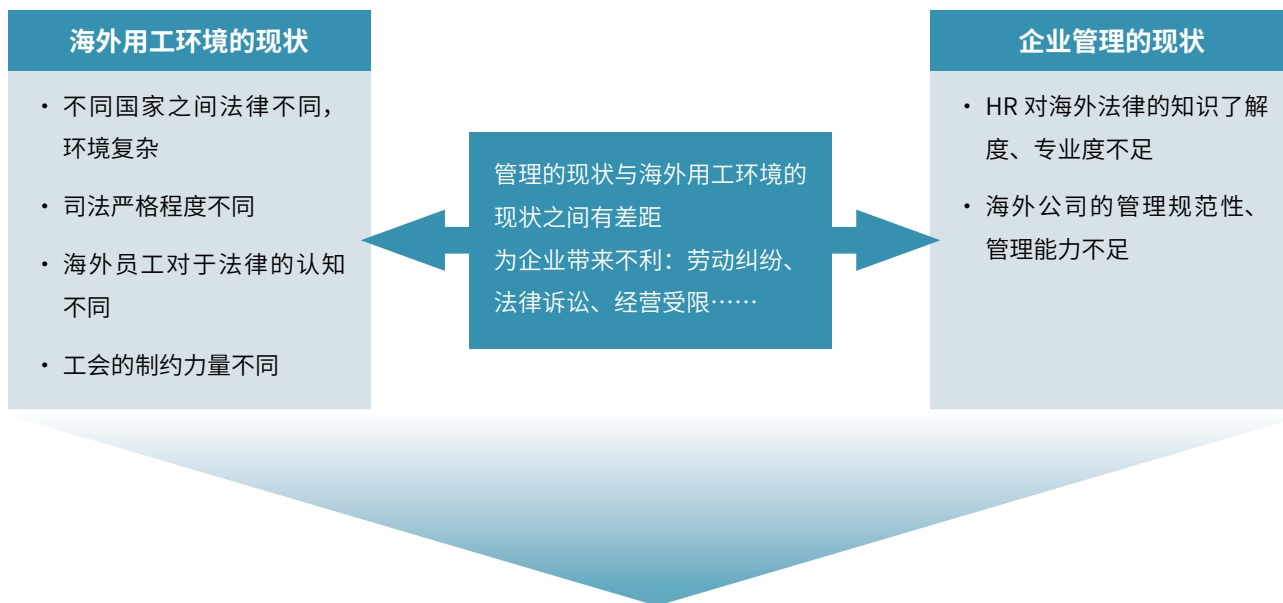 海外用工环境的现状
• 不同国家之间法律不同，
环境复杂
• 司法严格程度不同
• 海外员工对于法律的认知
不同
• 工会的制约力量不同
管理的现状与海外用工环境的
现状之间有差距
为企业带来不利：劳动纠纷、
法律诉讼、经营受限……
企业管理的现状
• HR 对海外法律的知识了解
度、专业度不足
• 海外公司的管理规范性、
管理能力不足